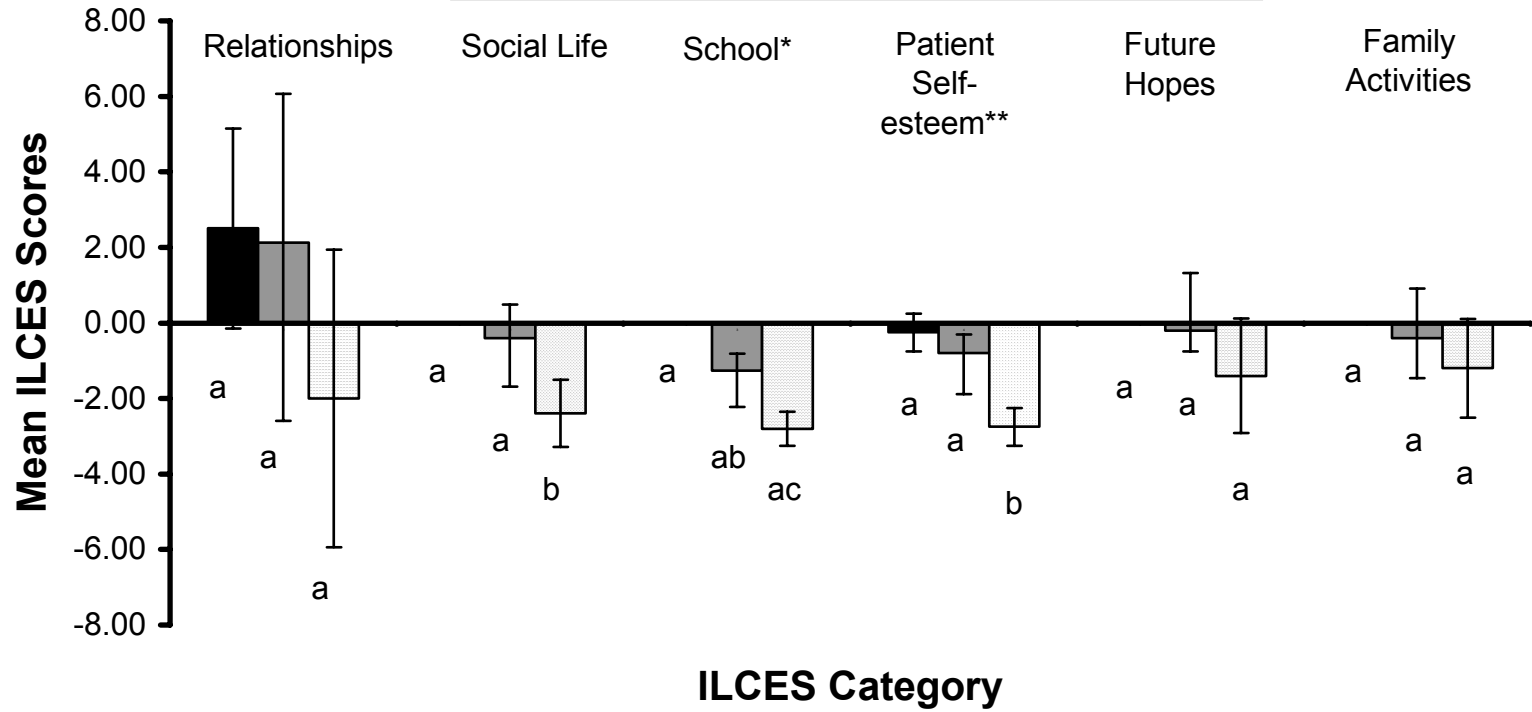 8.00
6.00
4.00
2.00
0.00
-2.00
-4.00
-6.00
-8.00
Mean ILCES Scores
Relationships
Social Life
School*
Patient
Self-
esteem**
Future
Hopes
Family
Activities
a
a
a
a
a
b
a
ab
ac
a
a
b
a
a
a
a
a
a
ILCES Category